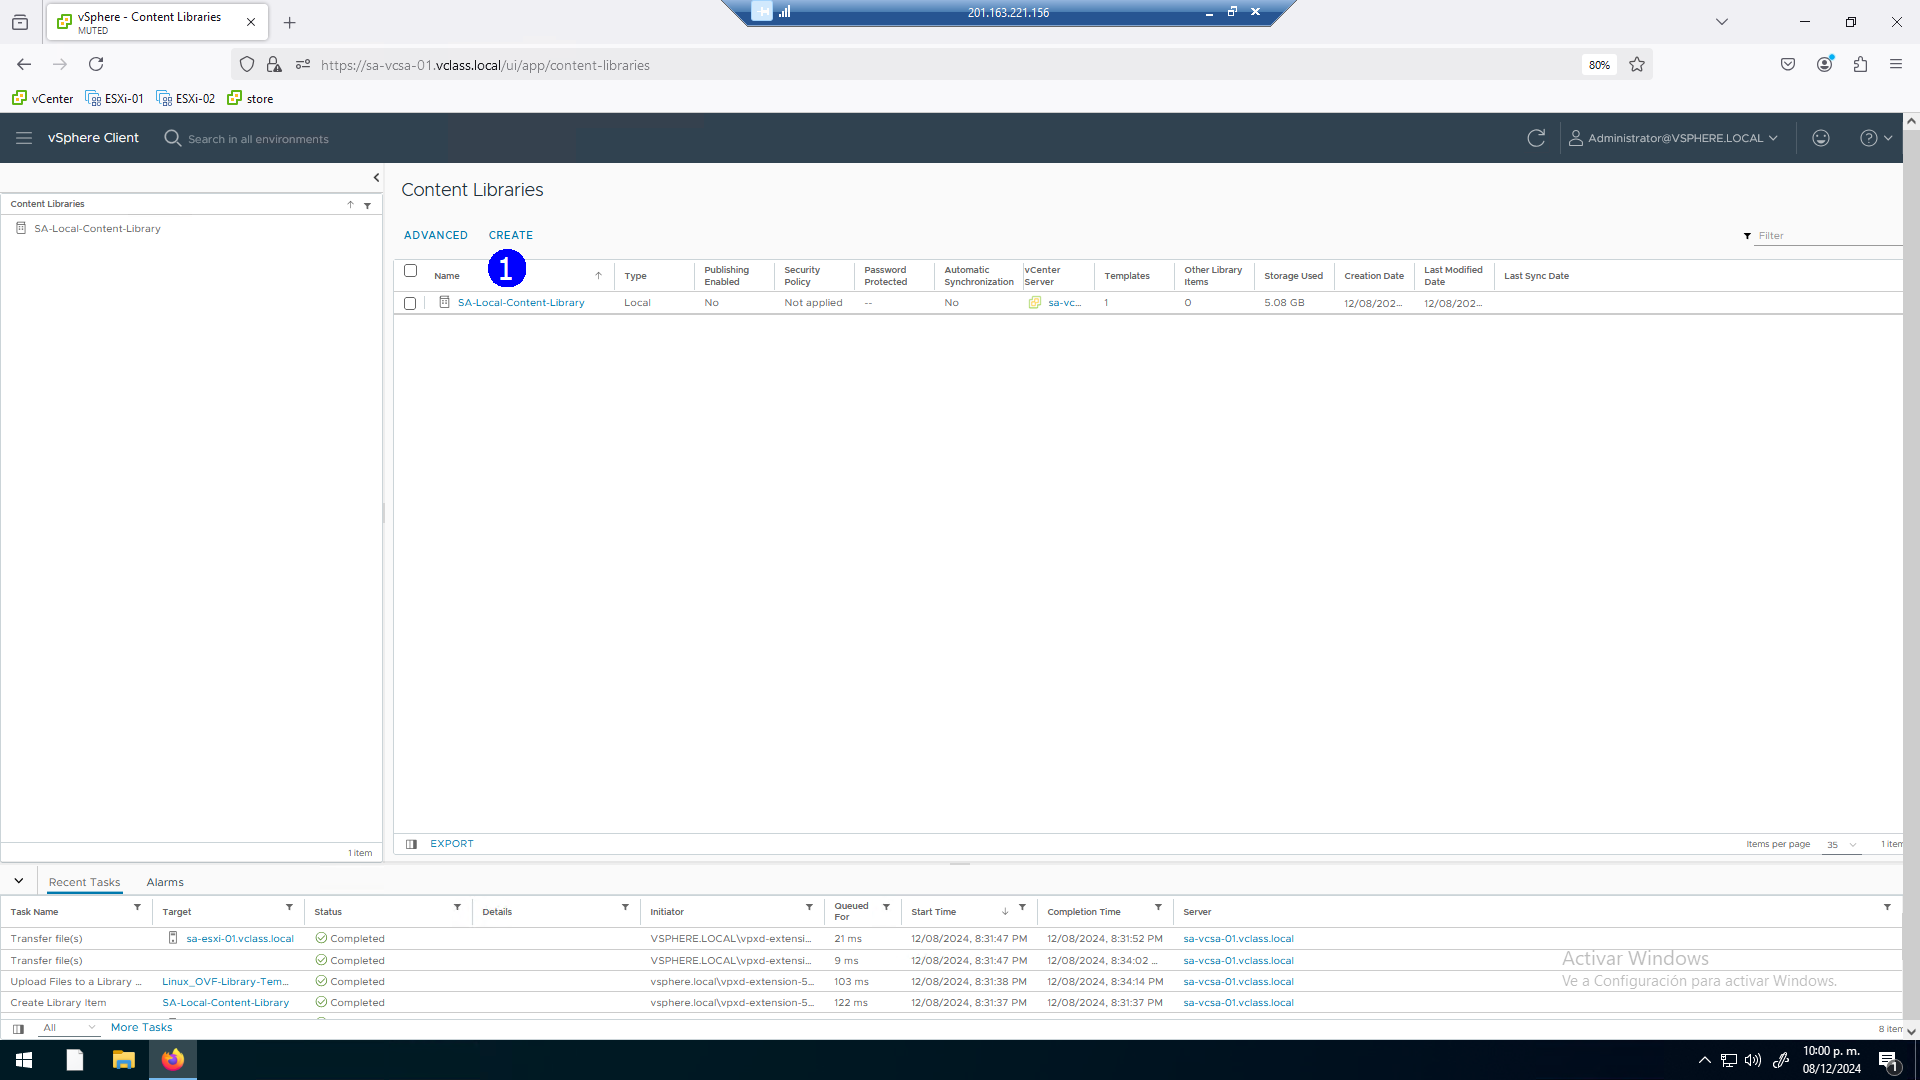 vSphere - Content Libraries
MUTED
201.163.221.156
https://sa-vcsa-01.vclass.local/ui/app/content-libraries
80%
vCenter ESXi-01 ESXi-02 store
vSphere Client Search in all environments Administrator@VSPHERE.LOCAL
Content Libraries
SA-Local-Content-Library
1 item
Content Libraries
ADVANCED CREATE
Filter
1
Name Type Publishing Enabled Security Policy Password Protected Automatic Synchronization vCenter Server Templates Other Library Items Storage Used Creation Date Last Modified Date Last Sync Date
SA-Local-Content-Library Local No Not applied -- No sa-vc... 1 0 5.08 GB 12/08/202... 12/08/202...
EXPORT
Items per page 35 1 item
Recent Tasks Alarms
Task Name Target Status Details Initiator Queued For Start Time Completion Time Server
Transfer file(s) sa-esxi-01.vclass.local Completed VSPHERE.LOCAL\vpxd-extensi... 21 ms 12/08/2024, 8:31:47 PM 12/08/2024, 8:31:52 PM sa-vcsa-01.vclass.local
Transfer file(s) Completed VSPHERE.LOCAL\vpxd-extensi... 9 ms 12/08/2024, 8:31:47 PM 12/08/2024, 8:34:02 ... sa-vcsa-01.vclass.local
Upload Files to a Library ... Linux_OVF-Library-Tem... Completed vsphere.local\vpxd-extension-5... 103 ms 12/08/2024, 8:31:38 PM 12/08/2024, 8:34:14 PM sa-vcsa-01.vclass.local
Create Library Item SA-Local-Content-Library Completed vsphere.local\vpxd-extension-5... 122 ms 12/08/2024, 8:31:37 PM 12/08/2024, 8:31:37 PM sa-vcsa-01.vclass.local
Activar Windows
Ve a Configuración para activar Windows.
All More Tasks
8 item
10:00 p. m.
08/12/2024
1